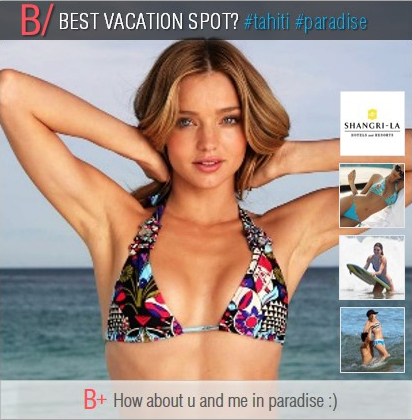 B/ BEST VACATION SPOT? #tahiti #paradise
SHANGRI-LA
HOTELS and RESORTS
B+ How about u and me in paradise :)